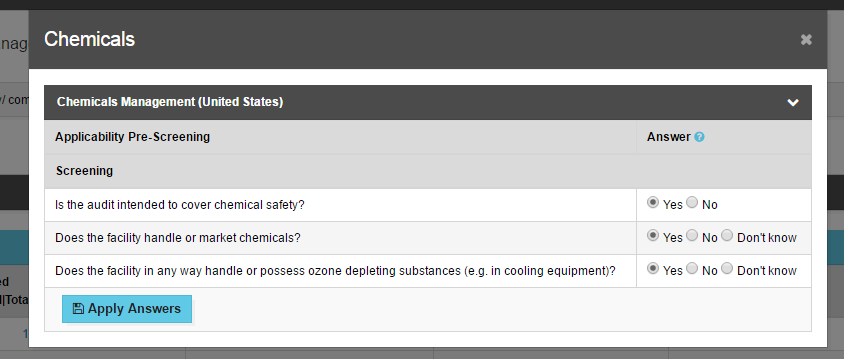 Chemicals
nag
/ com
Chemicals Management (United States)
Applicability Pre-Screening Answer
Screening
Is the audit intended to cover chemical safety? Yes No
Does the facility handle or market chemicals? Yes No Don't know
Does the facility in any way handle or possess ozone depleting substances (e.g. in cooling equipment)? Yes No Don't know
ed
|Tota
Apply Answers
1